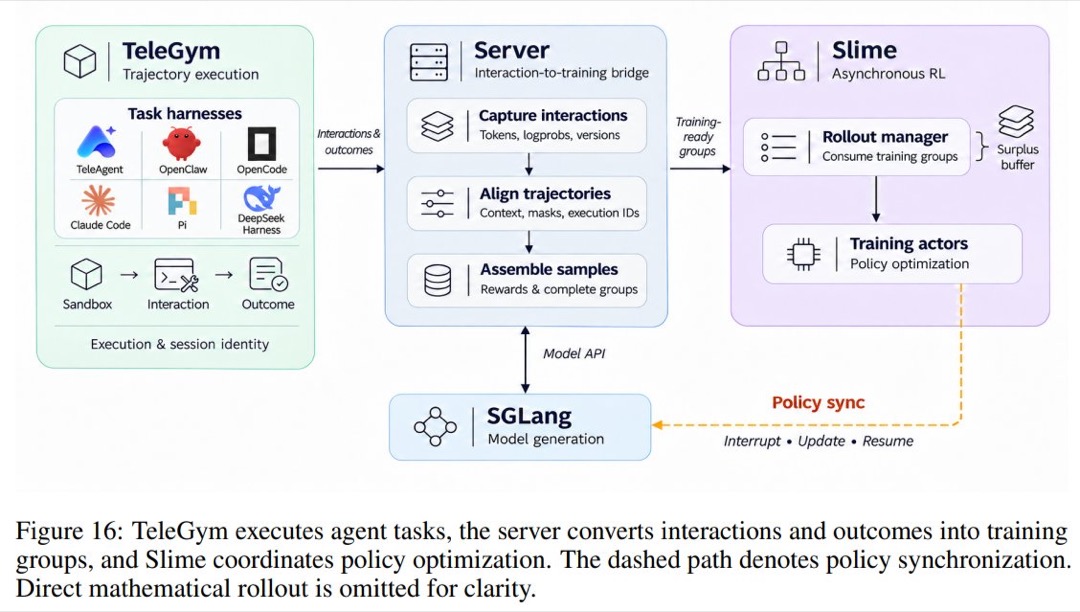 TeleGym
Trajectory execution
Task harnesses
TeleAgent
OpenClaw
OpenCode
Claude Code
Pi
DeepSeek
Harness
Sandbox
Interaction
Outcome
Execution & session identity
Interactions &
outcomes
Server
Interaction-to-training bridge
Capture interactions
Tokens, logprobs, versions
Align trajectories
Context, masks, execution IDs
Assemble samples
Rewards & complete groups
Training-
ready
groups
Slime
Asynchronous RL
Rollout manager
Consume training groups
Surplus
buffer
Training actors
Policy optimization
Model API
SGLang
Model generation
Policy sync
Interrupt • Update • Resume
Figure 16: TeleGym executes agent tasks, the server converts interactions and outcomes into training
groups, and Slime coordinates policy optimization. The dashed path denotes policy synchronization.
Direct mathematical rollout is omitted for clarity.